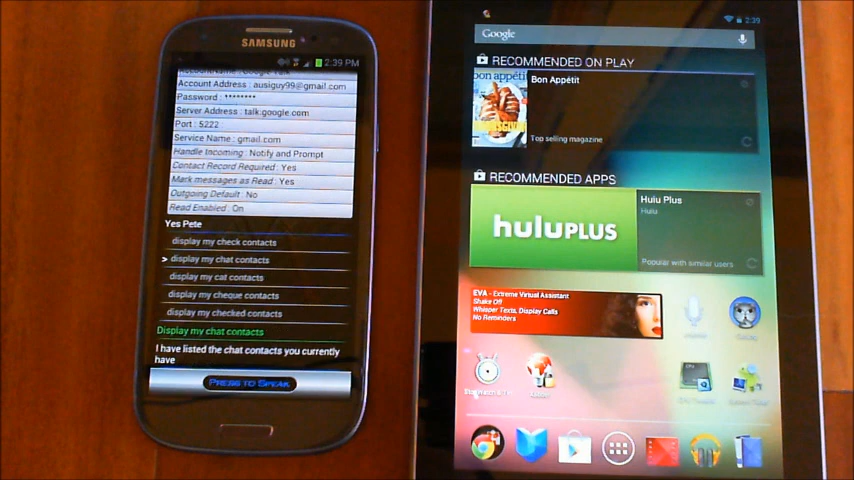 SAMSUNG
2:39 PM
Account Address : ausiguy99@gmail.com
Password : ********
Server Address : talk.google.com
Port : 5222
Service Name : gmail.com
Handle Incoming : Notify and Prompt
Contact Record Required : Yes
Mark messages as Read : Yes
Outgoing Default : No
Read Enabled : On
Yes Pete
display my check contacts
> display my chat contacts
display my cat contacts
display my cheque contacts
display my checked contacts
Display my chat contacts
I have listed the chat contacts you currently
have
PRESS TO SPEAK
2:39
Google
RECOMMENDED ON PLAY
bon appétit
Bon Appétit
Top selling magazine
RECOMMENDED APPS
huluPLUS
Hulu Plus
Hulu
Popular with similar users
EVA - Extreme Virtual Assistant
Shake Off
Whisper Texts, Display Calls
No Reminders